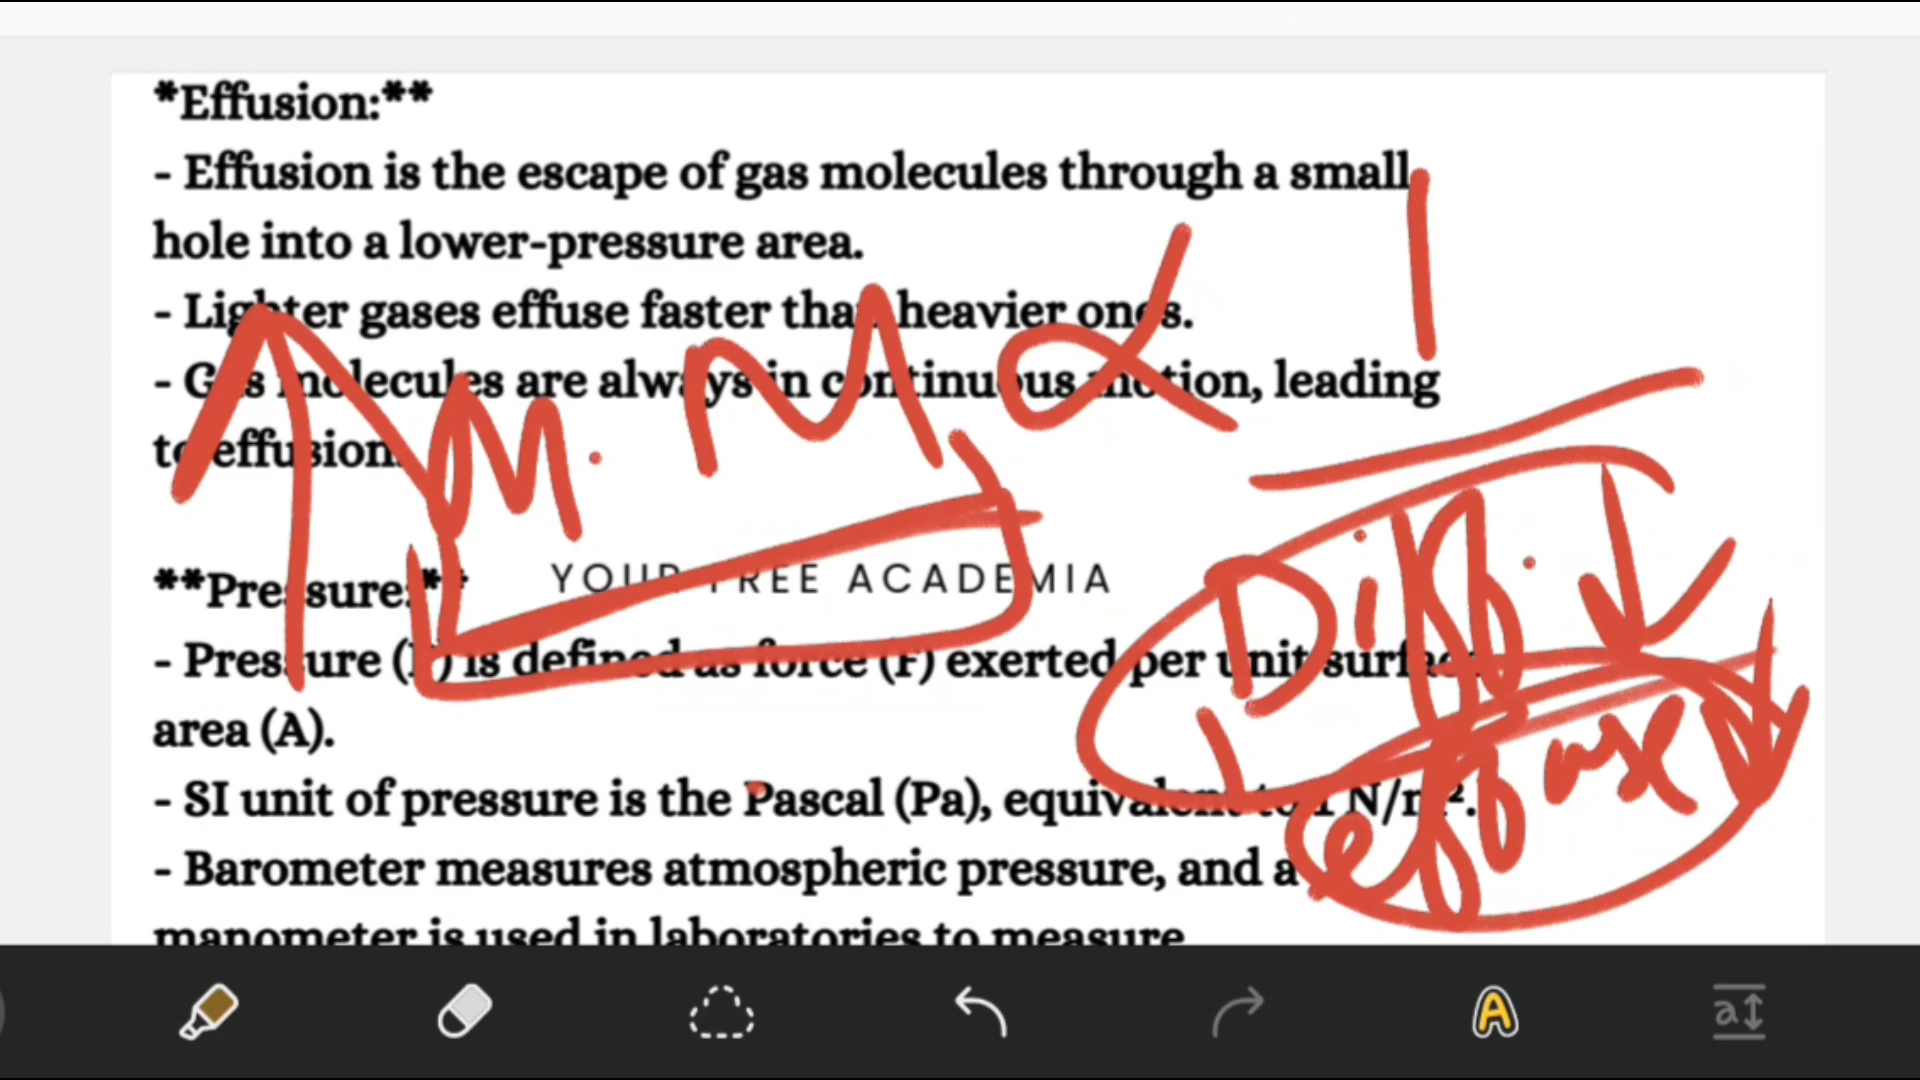 *Effusion:**
- Effusion is the escape of gas molecules through a small
hole into a lower-pressure area.
- Lighter gases effuse faster than heavier ones.
- Gas molecules are always in continuous motion, leading
to effusion.
M. M ∝ 1
Diff. ↓
effuse ↓
YOUR FREE ACADEMIA
**Pressure:**
- Pressure (P) is defined as force (F) exerted per unit surface
area (A).
- SI unit of pressure is the Pascal (Pa), equivalent to 1 N/m².
- Barometer measures atmospheric pressure, and a
manometer is used in laboratories to measure